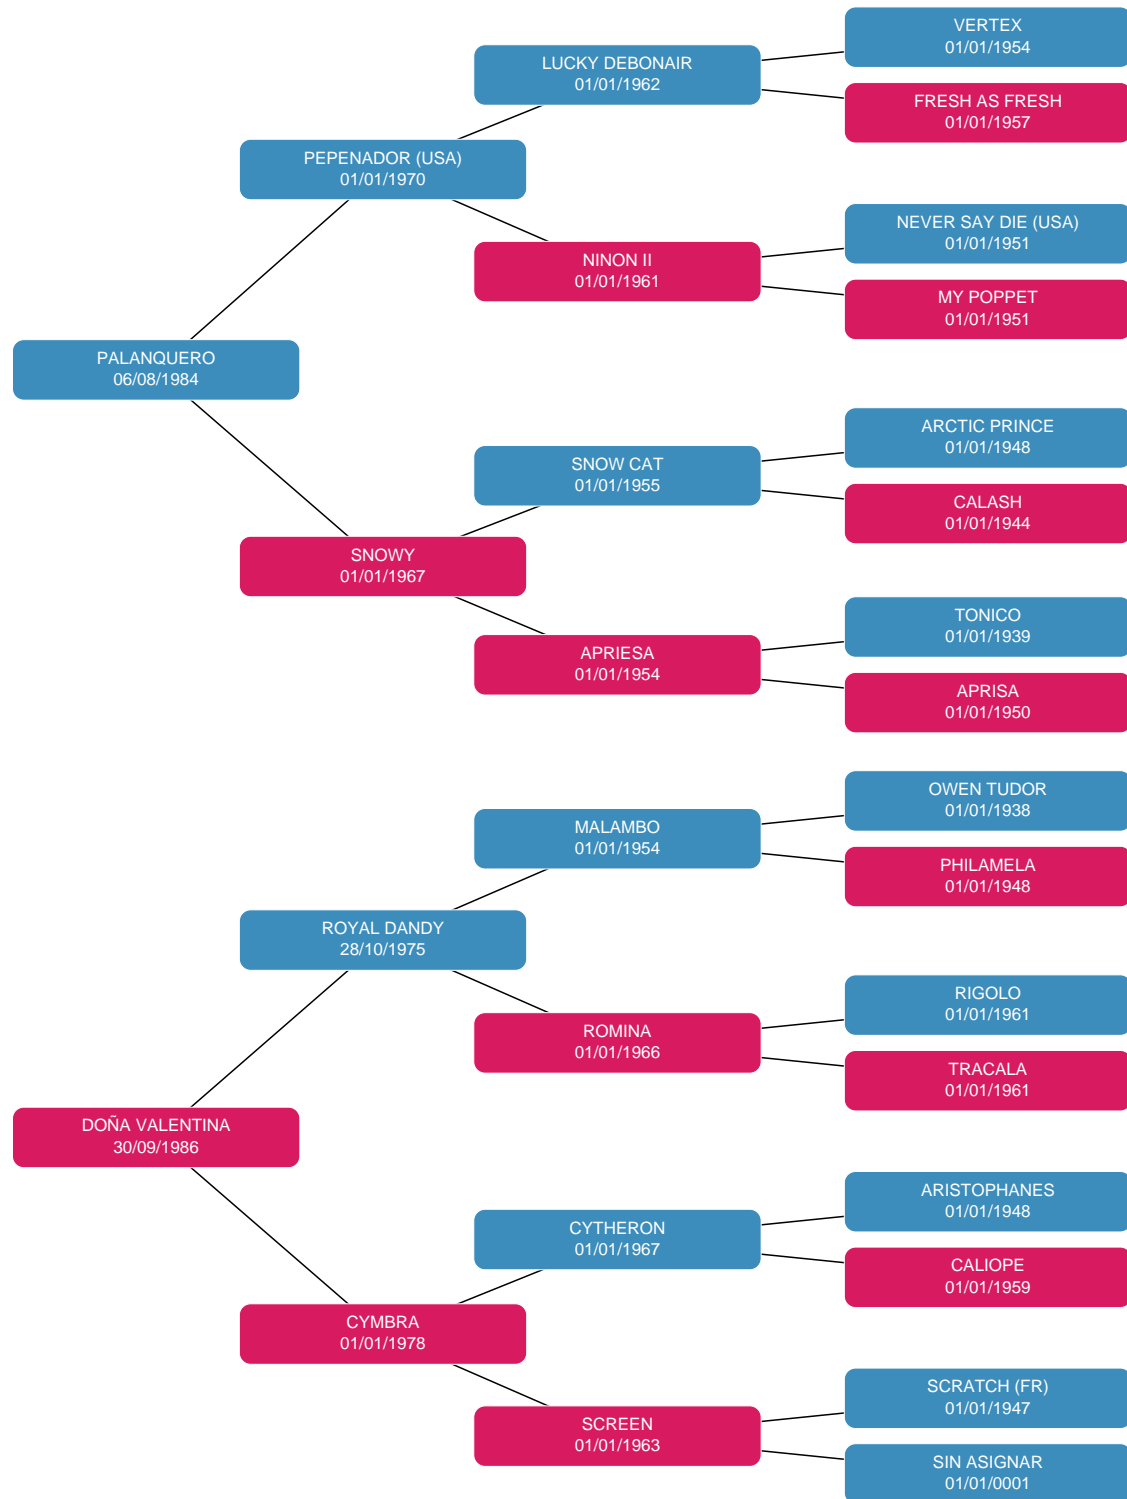 VERTEX
01/01/1954
LUCKY DEBONAIR
01/01/1962
FRESH AS FRESH
01/01/1957
PEPENADOR (USA)
01/01/1970
NEVER SAY DIE (USA)
01/01/1951
NINON II
01/01/1961
MY POPPET
01/01/1951
PALANQUERO
06/08/1984
ARCTIC PRINCE
01/01/1948
SNOW CAT
01/01/1955
CALASH
01/01/1944
SNOWY
01/01/1967
TONICO
01/01/1939
APRIESA
01/01/1954
APRISA
01/01/1950
OWEN TUDOR
01/01/1938
MALAMBO
01/01/1954
PHILAMELA
01/01/1948
ROYAL DANDY
28/10/1975
RIGOLO
01/01/1961
ROMINA
01/01/1966
TRACALA
01/01/1961
DOÑA VALENTINA
30/09/1986
ARISTOPHANES
01/01/1948
CYTHERON
01/01/1967
CALIOPE
01/01/1959
CYMBRA
01/01/1978
SCRATCH (FR)
01/01/1947
SCREEN
01/01/1963
SIN ASIGNAR
01/01/0001